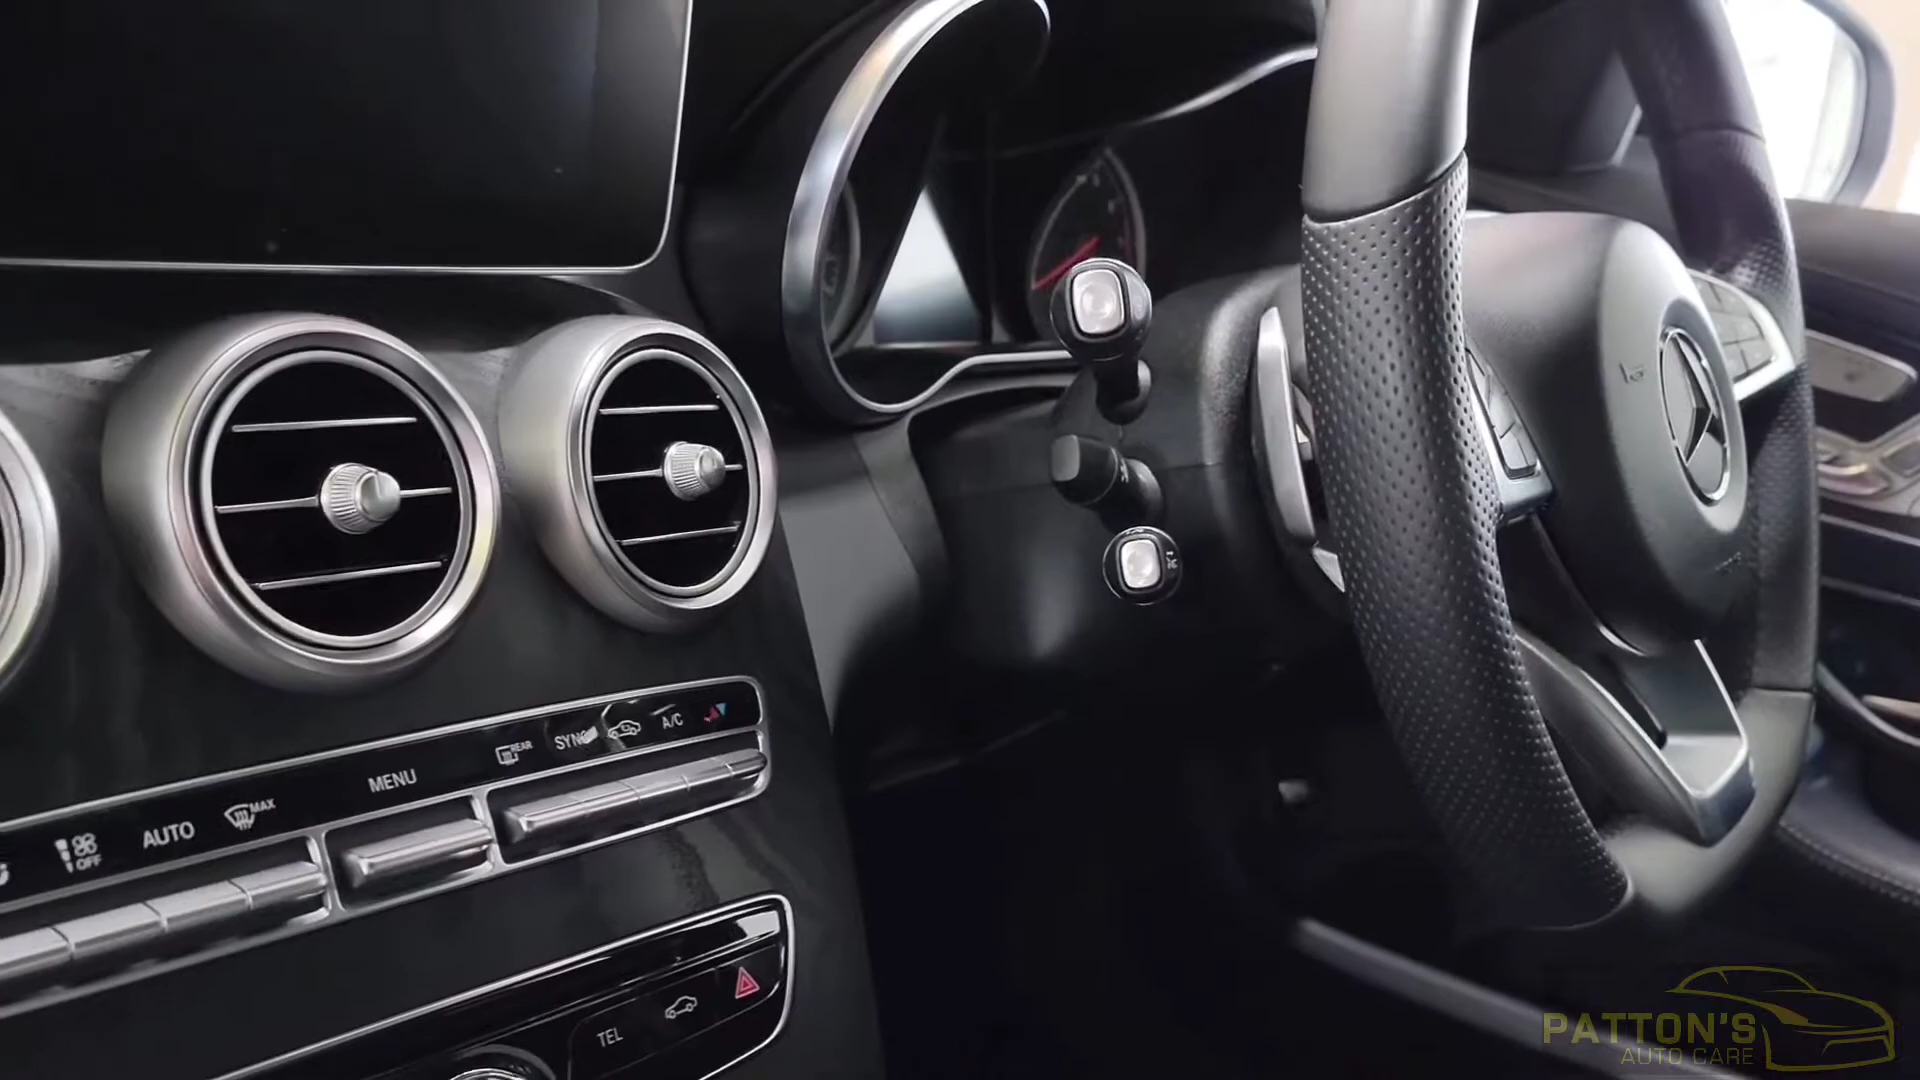 OFF
AUTO
MAX
MENU
REAR
SYNC
A/C
TEL
PATTON'S
AUTO CARE